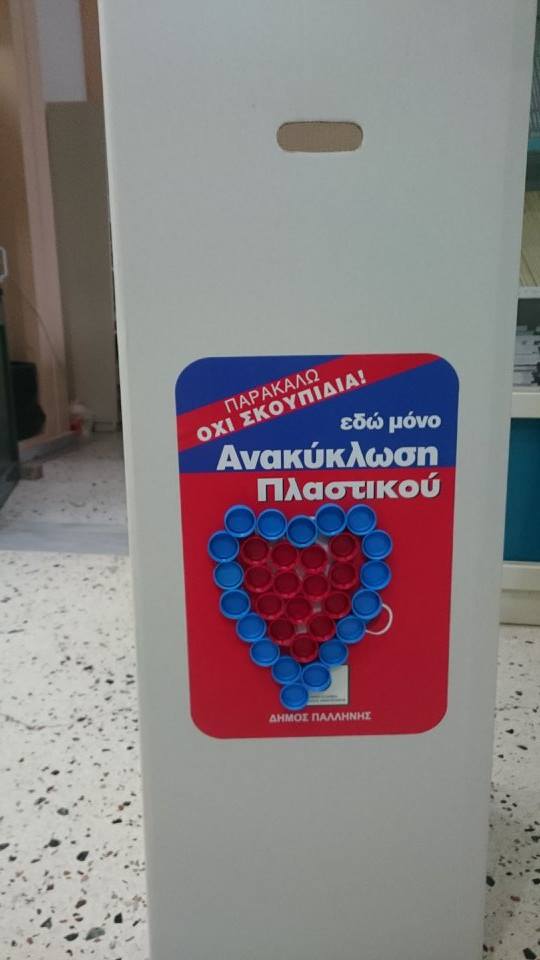 ΠΑΡΑΚΑΛΩ
ΟΧΙ ΣΚΟΥΠΙΔΙΑ!
εδώ μόνο
Ανακύκλωση
Πλαστικού
ΔΗΜΟΣ ΠΑΛΛΗΝΗΣ